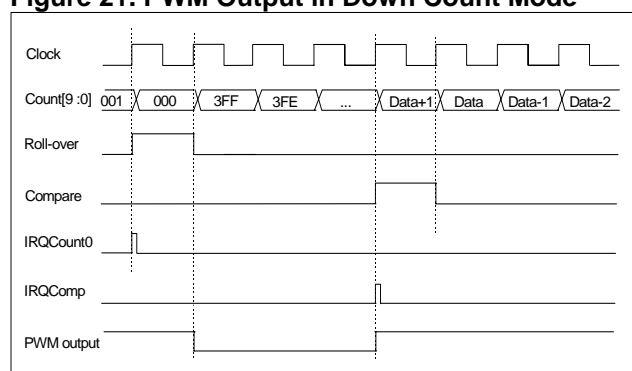 Figure 21. PWM Output in Down Count Mode
Clock
Count[9 :0] 001 000 3FF 3FE ... Data+1 Data Data-1 Data-2
Roll-over
Compare
IRQCount0
IRQComp
PWM output